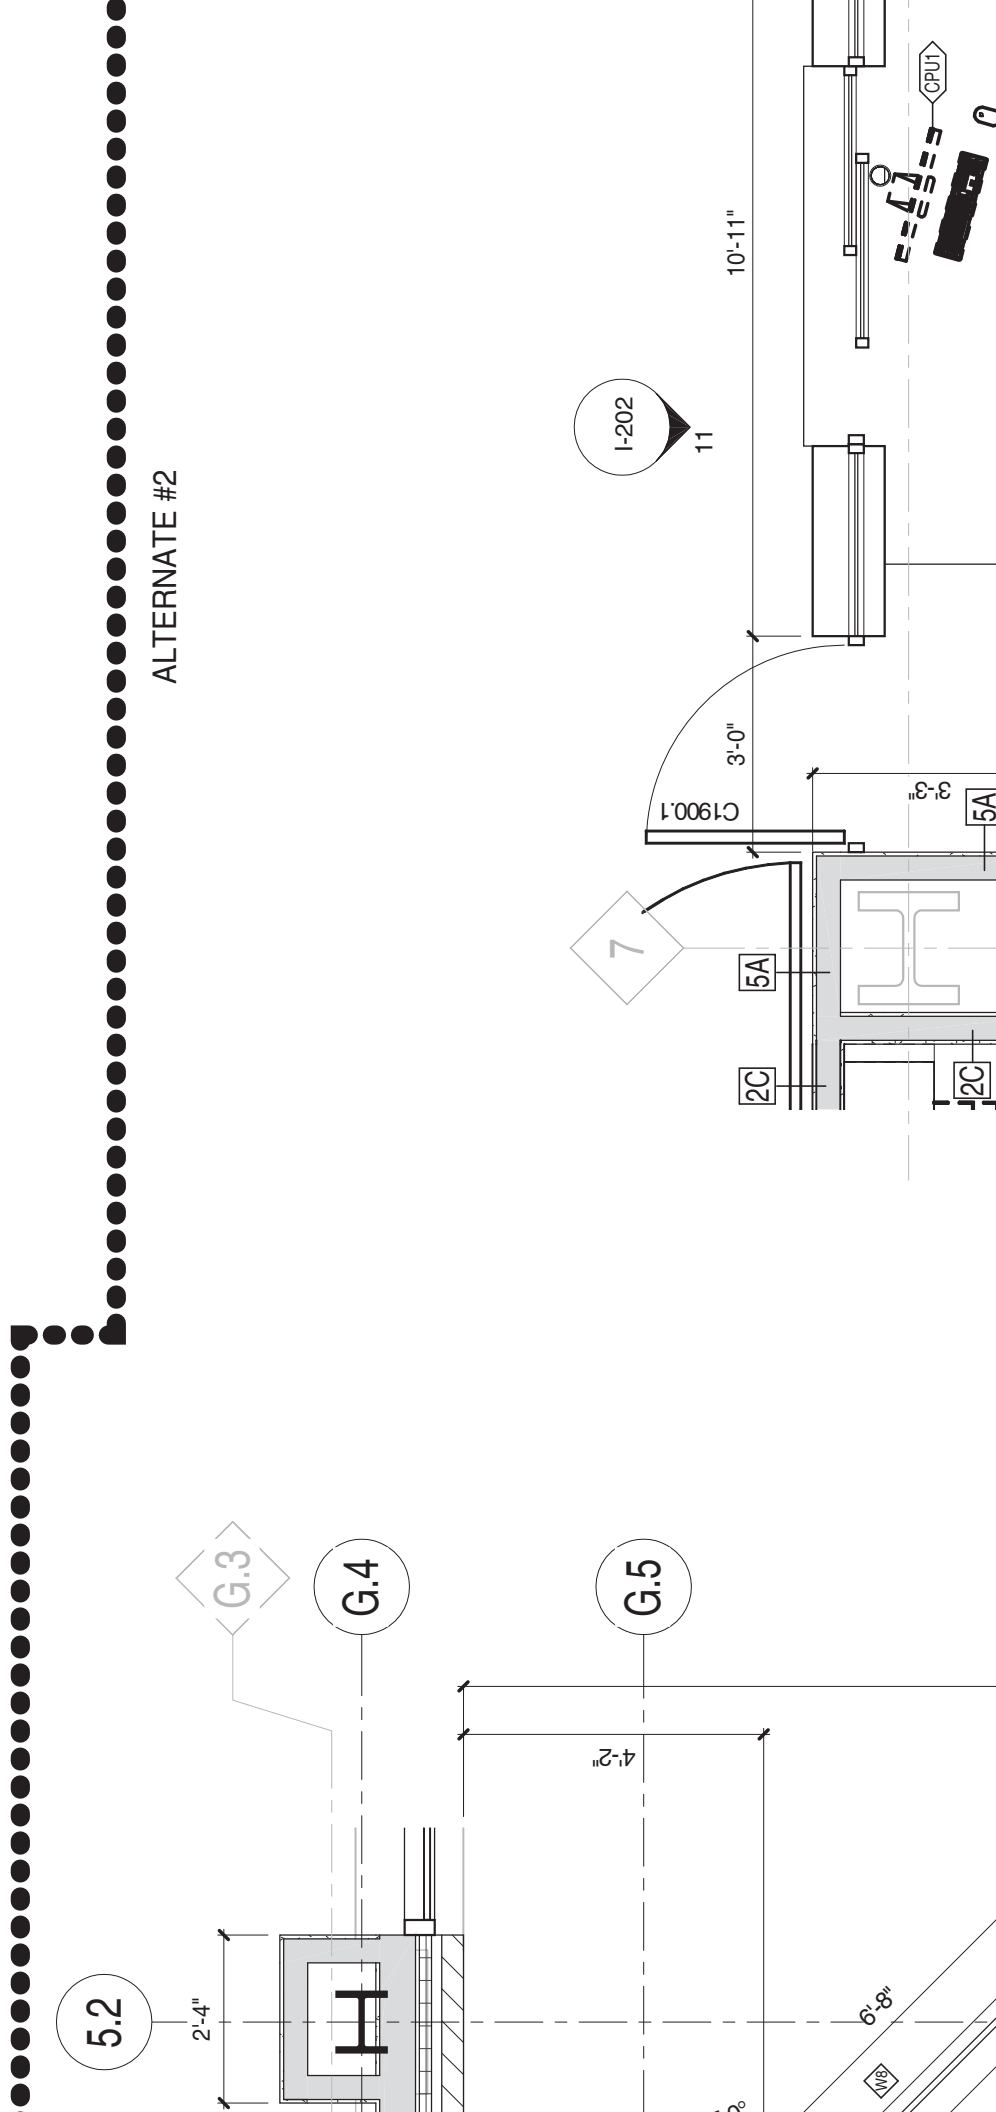 CPU1
10'-11"
I-202
11
ALTERNATE #2
3'-0"
C1900.1
3'-3"
5A
7
5A
2C
2C
G.3
G.4
G.5
4'-2"
5.2
2'-4"
6'-8"
W8